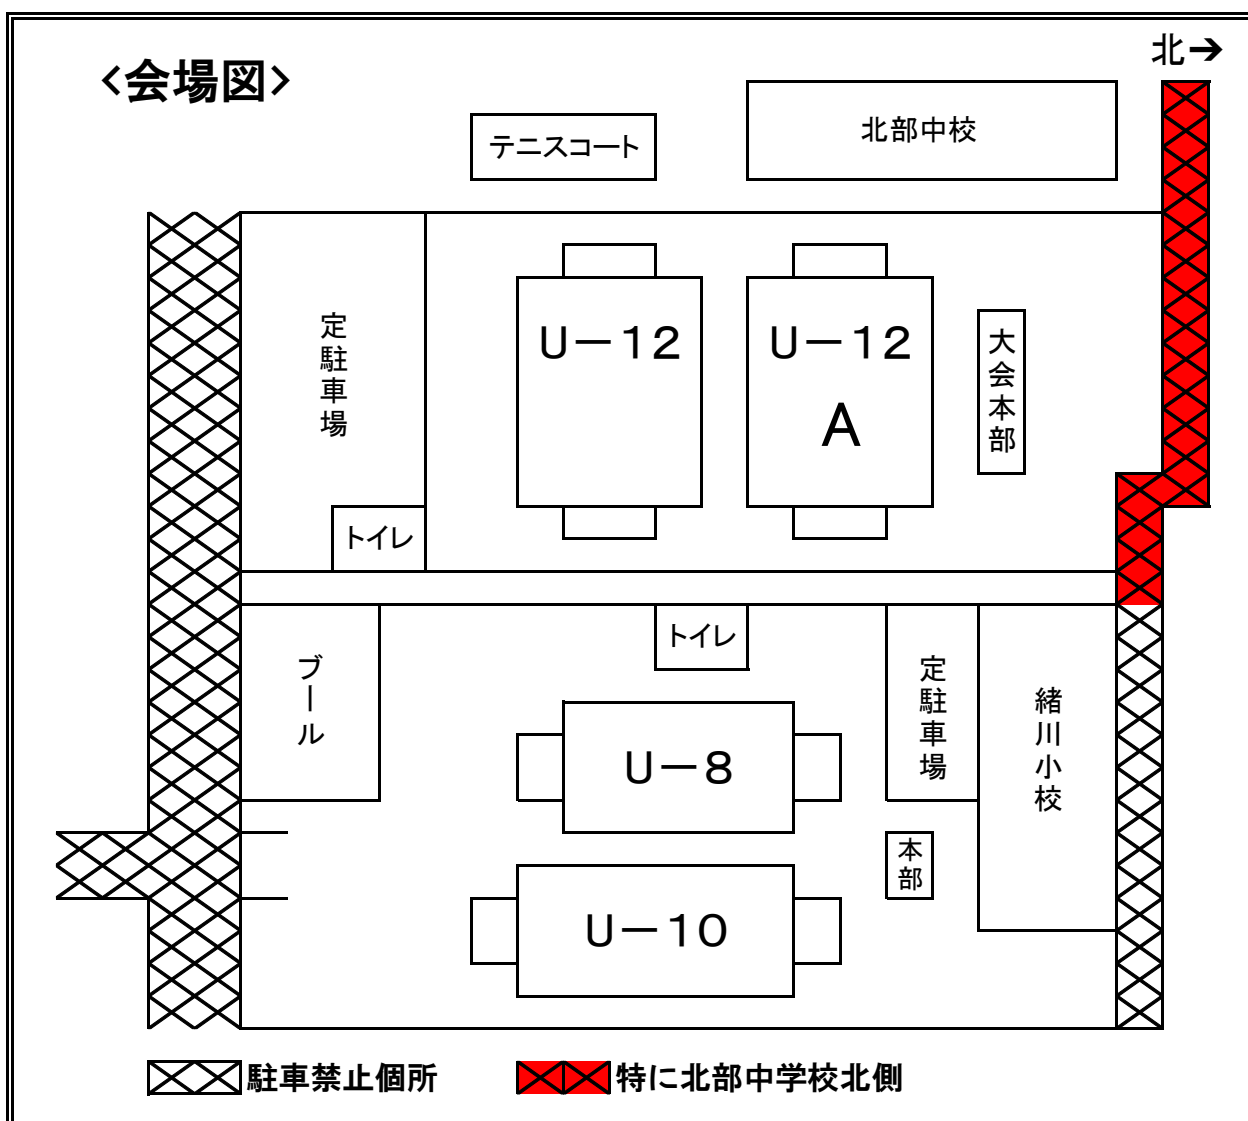 <会場図>
北→
テニスコート
北部中校
定駐車場
U－12
U－12
A
大会本部
トイレ
プール
トイレ
定駐車場
緒川小校
U－8
本部
U－10
駐車禁止個所
特に北部中学校北側